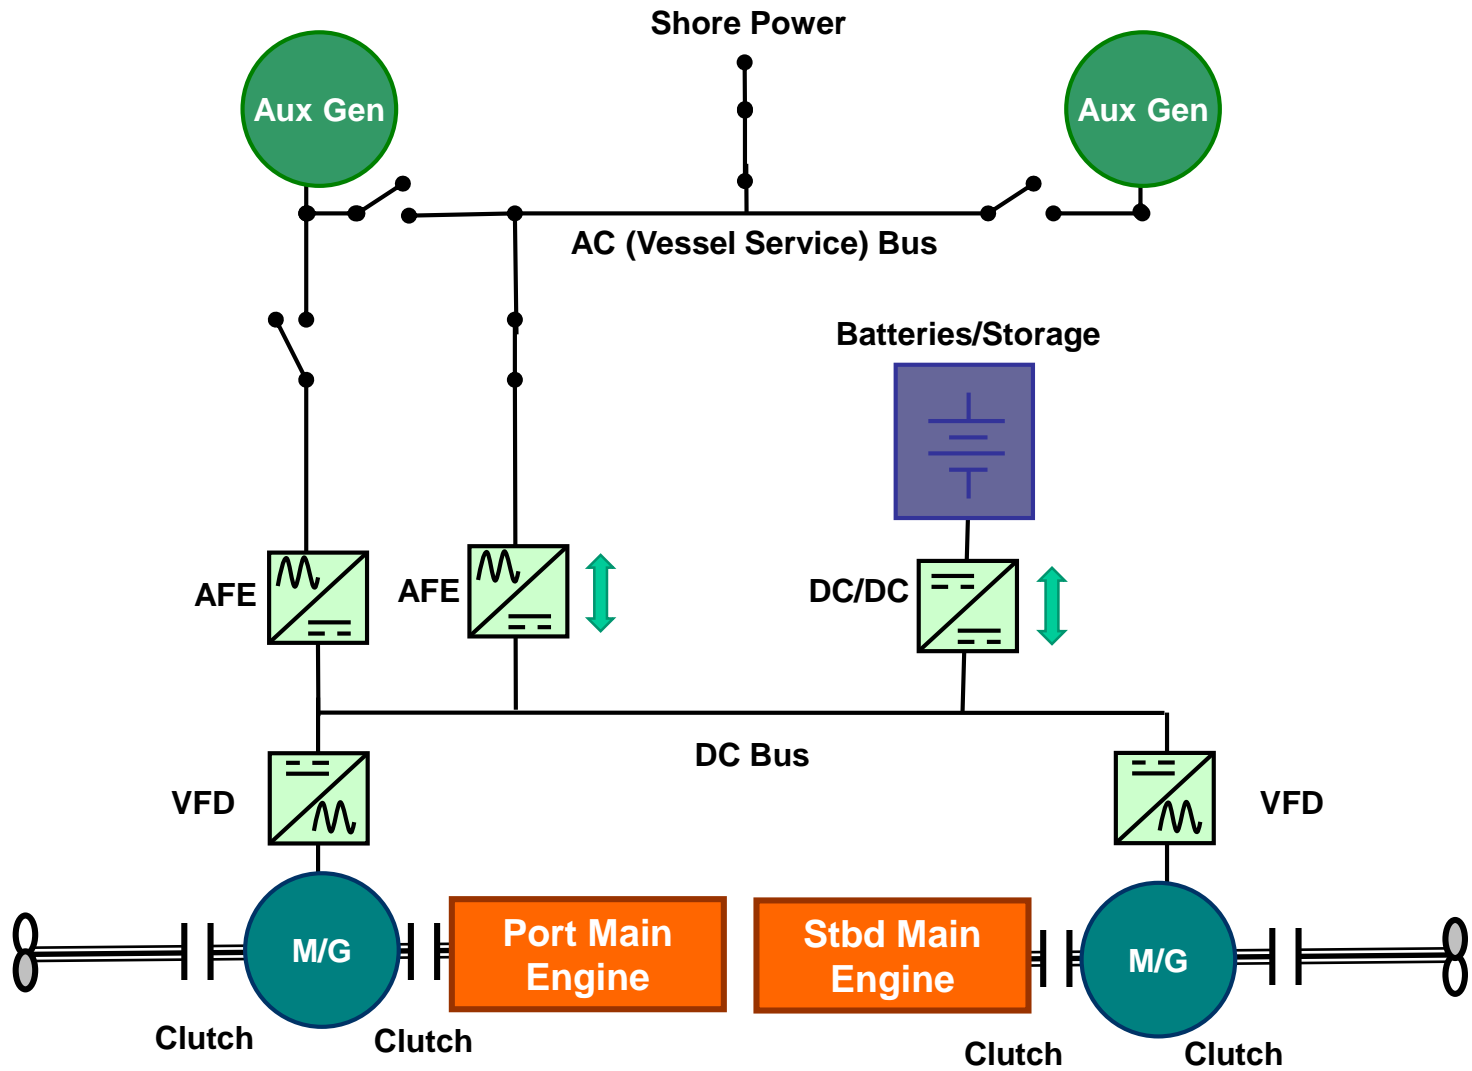 Shore Power
Aux Gen
Aux Gen
AC (Vessel Service) Bus
Batteries/Storage
AFE
AFE
DC/DC
DC Bus
VFD
VFD
M/G
Port Main
Engine
Stbd Main
Engine
M/G
Clutch
Clutch
Clutch
Clutch